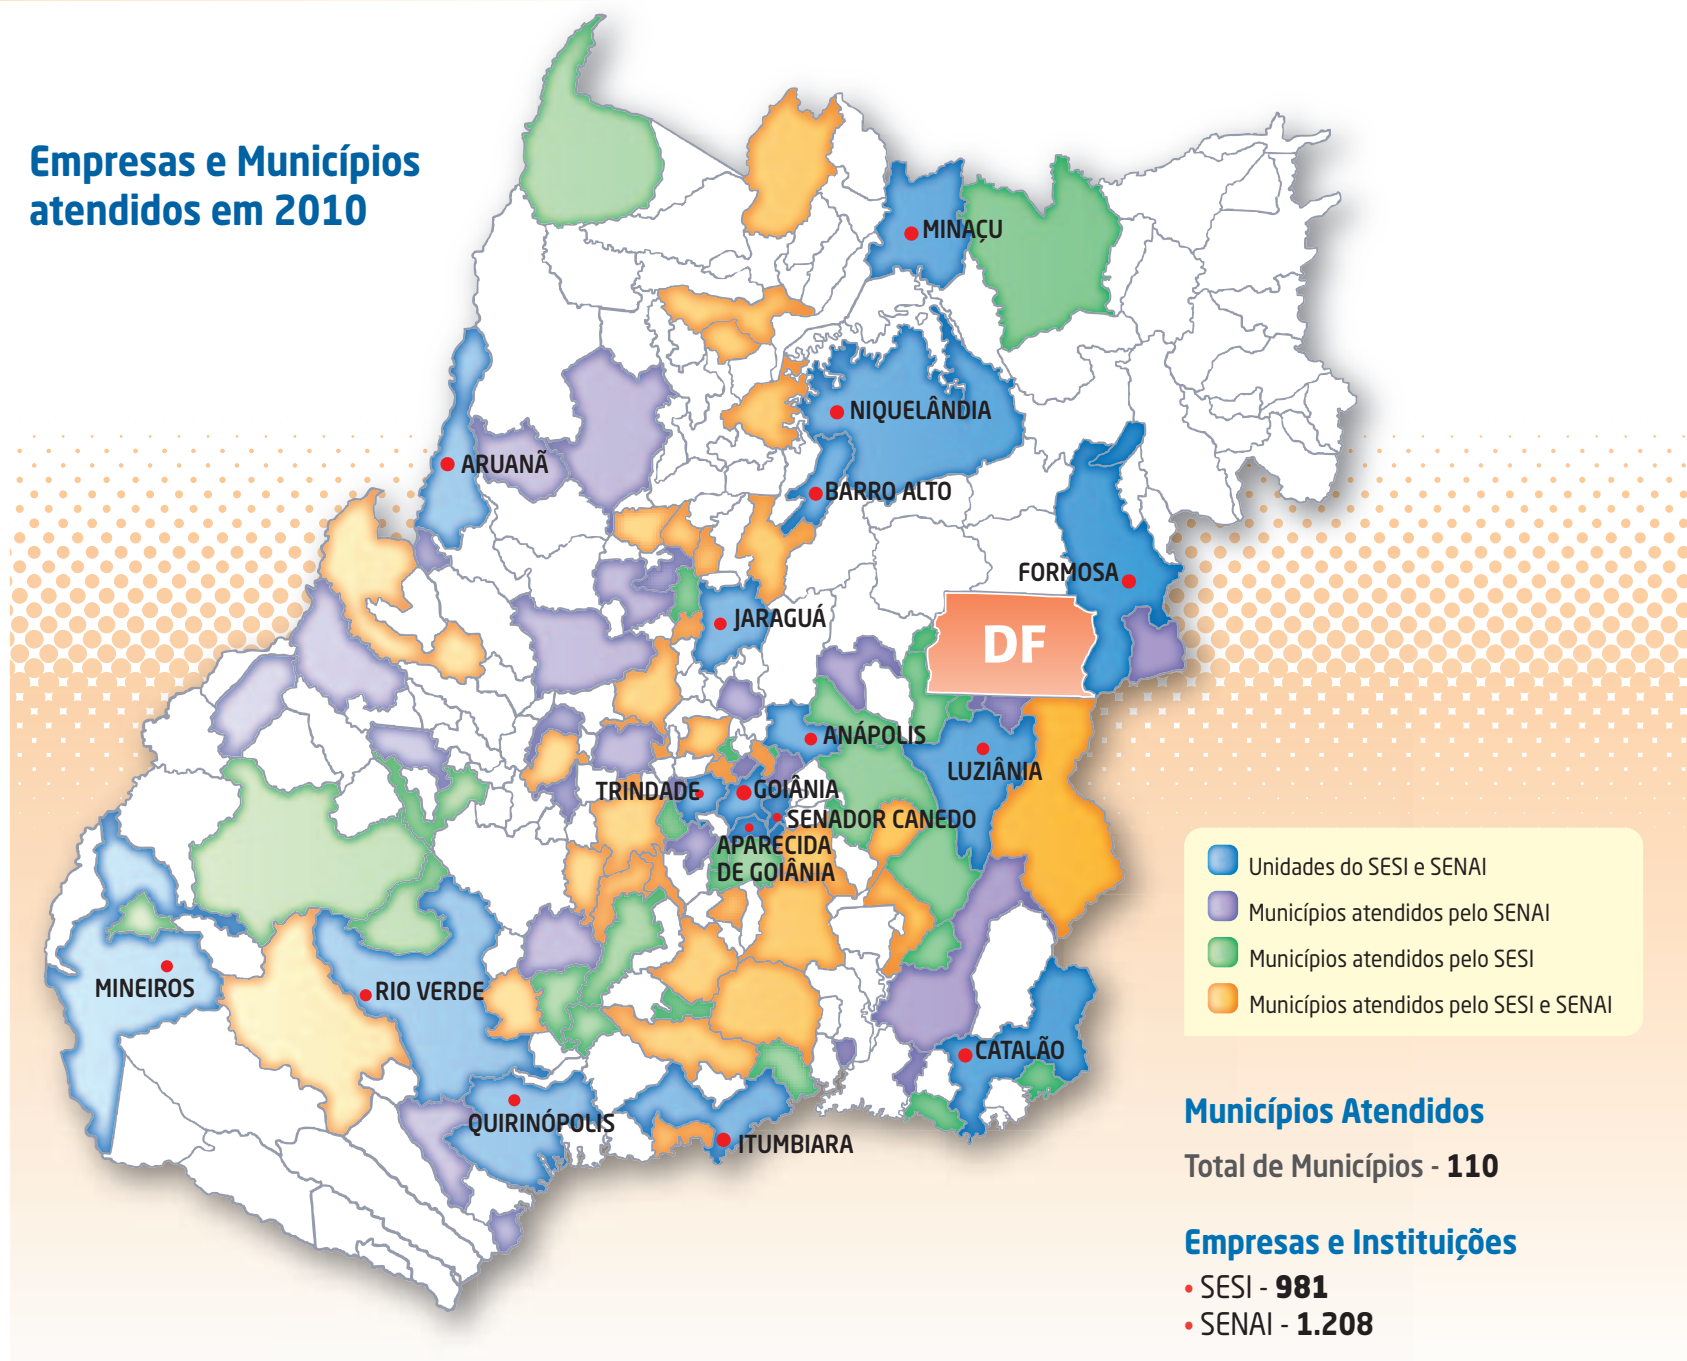 Empresas e Municípios
atendidos em 2010
MINAÇU
NIQUELÂNDIA
ARUANÃ
BARRO ALTO
FORMOSA
JARAGUÁ
DF
ANÁPOLIS
LUZIÂNIA
TRINDADE
GOIÂNIA
SENADOR CANEDO
APARECIDA
DE GOIÂNIA
MINEIROS
RIO VERDE
CATALÃO
QUIRINÓPOLIS
ITUMBIARA
Unidades do SESI e SENAI
Municípios atendidos pelo SENAI
Municípios atendidos pelo SESI
Municípios atendidos pelo SESI e SENAI
Municípios Atendidos
Total de Municípios - 110
Empresas e Instituições
• SESI - 981
• SENAI - 1.208